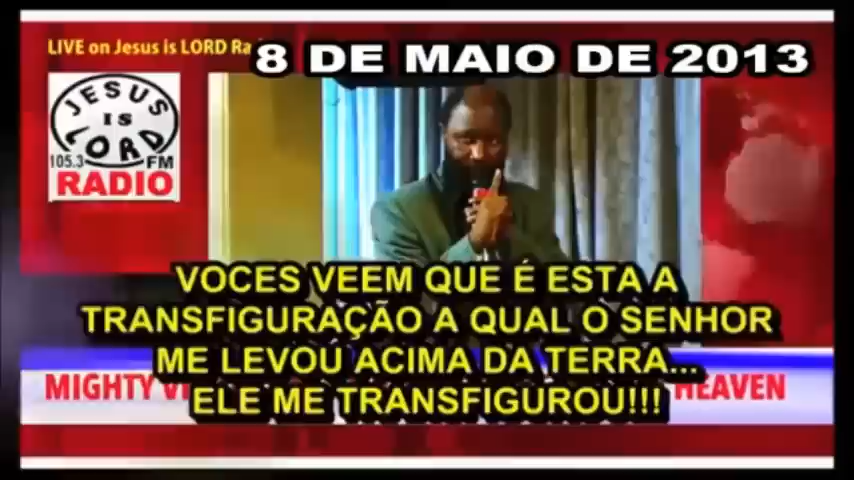 LIVE on Jesus is LORD Ra
8 DE MAIO DE 2013
JESUS
IS
LORD
105.3 FM
RADIO
VOCES VEEM QUE É ESTA A
TRANSFIGURAÇÃO A QUAL O SENHOR
ME LEVOU ACIMA DA TERRA...
MIGHTY HEAVEN
ELE ME TRANSFIGUROU!!!